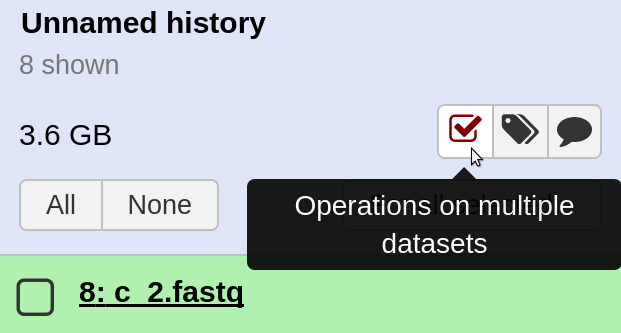 Unnamed history
8 shown
3.6 GB
Operations on multiple
datasets
All
None
8: c_2.fastq